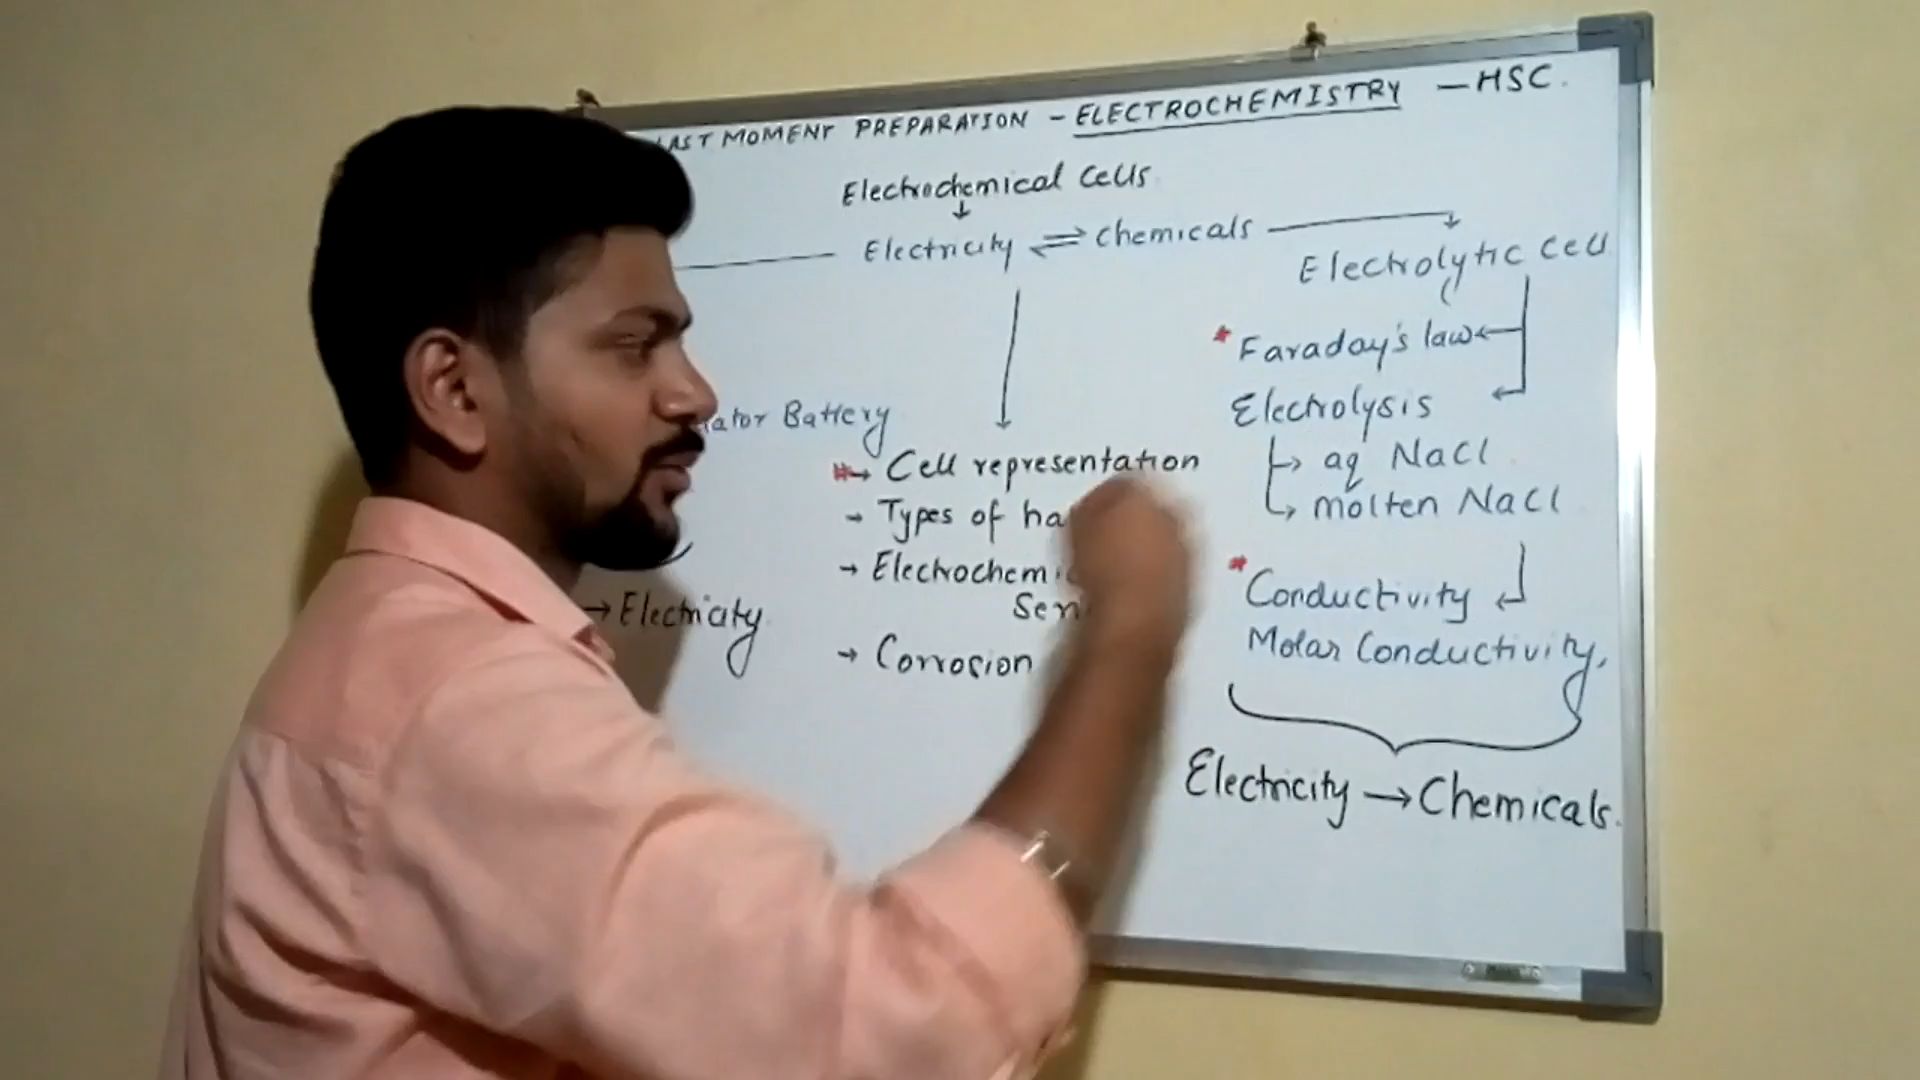 LAST MOMENT PREPARATION - ELECTROCHEMISTRY - HSC.
Electrochemical Cells
↓
Electricity ⇌ Chemicals
Battery
→ Electricity
→ Cell representation
→ Types of
→
→ Corrosion
Electrolytic Cell
* Faraday's law
Electrolysis
→ aq NaCl
→ molten NaCl
* Conductivity
Molar Conductivity,
Electricity → Chemicals.